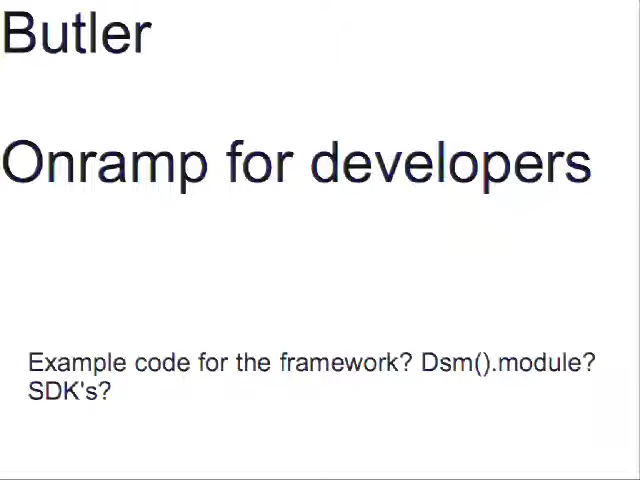 Butler
Onramp for developers
Example code for the framework? Dsm().module?
SDK's?